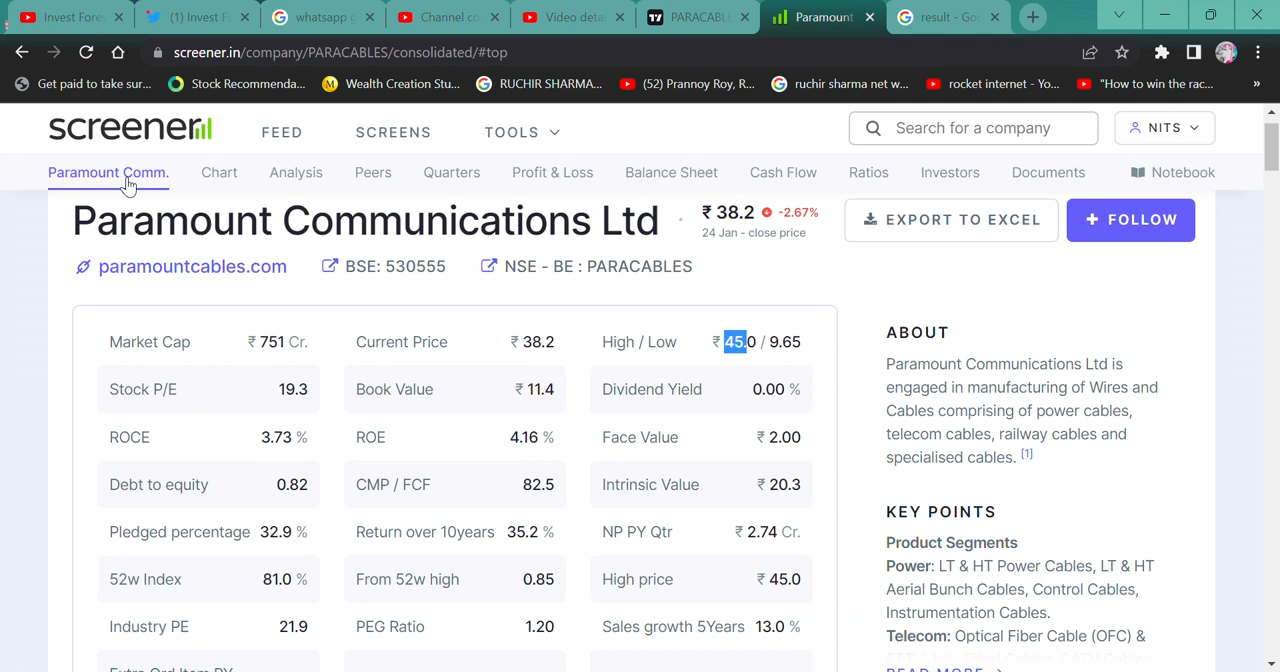 Invest Fores
(1) Invest F
whatsapp g
Channel co
Video deta
PARACABL
Paramount
result - Goo
screener.in/company/PARACABLES/consolidated/#top
Get paid to take sur...
Stock Recommenda...
Wealth Creation Stu...
RUCHIR SHARMA...
(52) Prannoy Roy, R...
ruchir sharma net w...
rocket internet - Yo...
"How to win the rac...
»
screener
FEED
SCREENS
TOOLS
Search for a company
NITS
Paramount Comm.
Chart
Analysis
Peers
Quarters
Profit & Loss
Balance Sheet
Cash Flow
Ratios
Investors
Documents
Notebook
Paramount Communications Ltd
₹ 38.2 -2.67%
24 Jan - close price
EXPORT TO EXCEL
+ FOLLOW
paramountcables.com
BSE: 530555
NSE - BE : PARACABLES
Market Cap ₹ 751 Cr.
Current Price ₹ 38.2
High / Low ₹ 45.0 / 9.65
Stock P/E 19.3
Book Value ₹ 11.4
Dividend Yield 0.00 %
ROCE 3.73 %
ROE 4.16 %
Face Value ₹ 2.00
Debt to equity 0.82
CMP / FCF 82.5
Intrinsic Value ₹ 20.3
Pledged percentage 32.9 %
Return over 10years 35.2 %
NP PY Qtr ₹ 2.74 Cr.
52w Index 81.0 %
From 52w high 0.85
High price ₹ 45.0
Industry PE 21.9
PEG Ratio 1.20
Sales growth 5Years 13.0 %
ABOUT
Paramount Communications Ltd is
engaged in manufacturing of Wires and
Cables comprising of power cables,
telecom cables, railway cables and
specialised cables. [1]
KEY POINTS
Product Segments
Power: LT & HT Power Cables, LT & HT
Aerial Bunch Cables, Control Cables,
Instrumentation Cables.
Telecom: Optical Fiber Cable (OFC) &
READ MORE